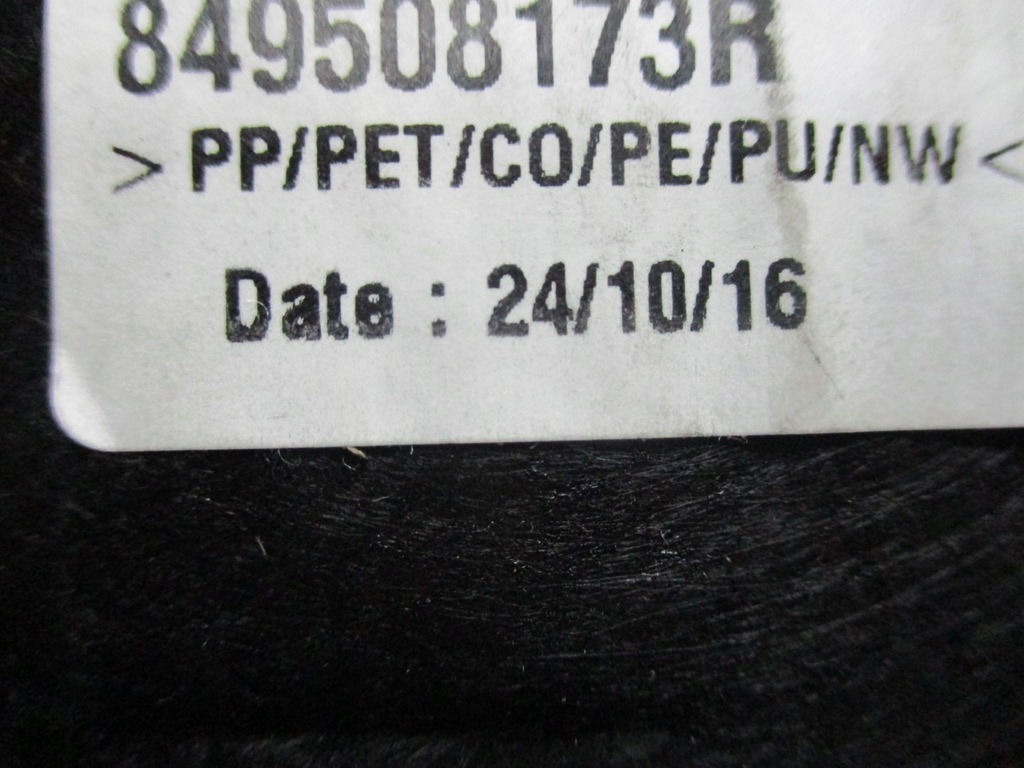 849508173R
> PP/PET/CO/PE/PU/NW <
Date : 24/10/16